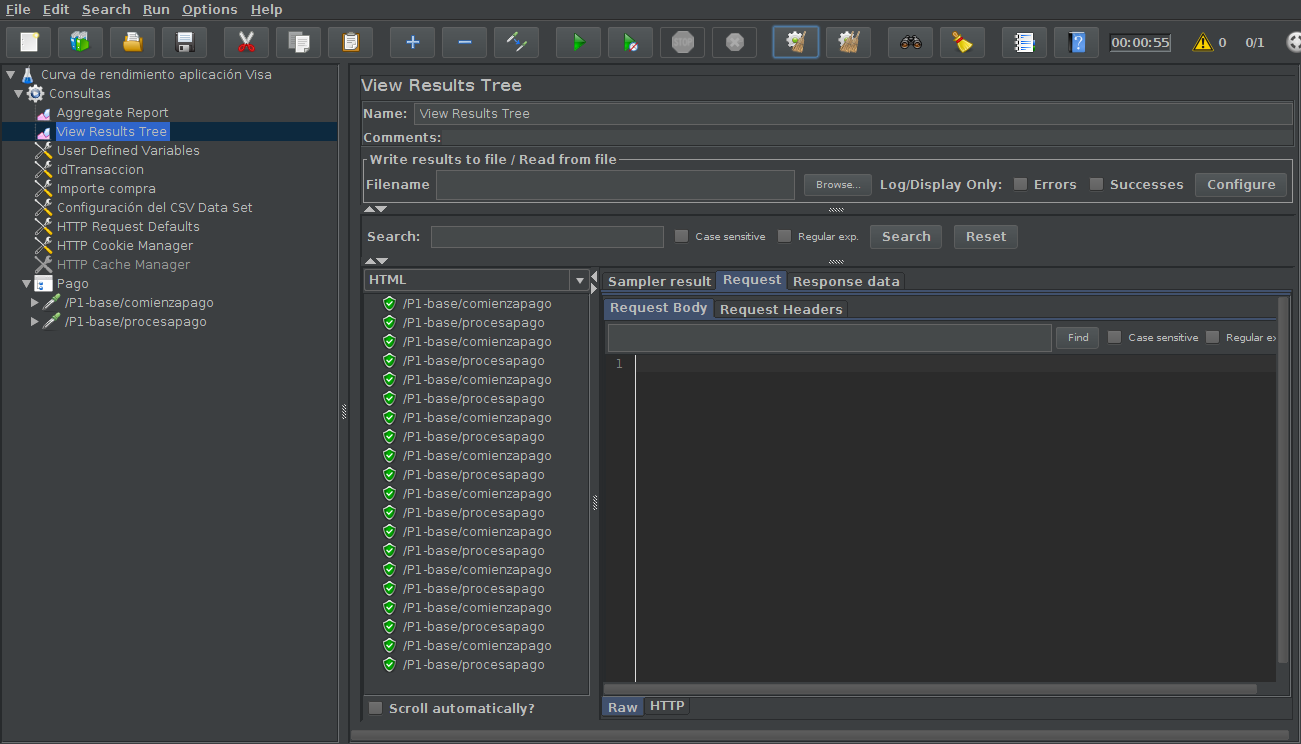 File Edit Search Run Options Help
STOP 00:00:55 0 0/1
Curva de rendimiento aplicación Visa
Consultas
Aggregate Report
View Results Tree
User Defined Variables
idTransaccion
Importe compra
Configuración del CSV Data Set
HTTP Request Defaults
HTTP Cookie Manager
HTTP Cache Manager
Pago
/P1-base/comienzapago
/P1-base/procesapago
View Results Tree
Name: View Results Tree
Comments:
Write results to file / Read from file
Filename Browse... Log/Display Only: Errors Successes Configure
Search: Case sensitive Regular exp. Search Reset
HTML
/P1-base/comienzapago
/P1-base/procesapago
/P1-base/comienzapago
/P1-base/procesapago
/P1-base/comienzapago
/P1-base/procesapago
/P1-base/comienzapago
/P1-base/procesapago
/P1-base/comienzapago
/P1-base/procesapago
/P1-base/comienzapago
/P1-base/procesapago
/P1-base/comienzapago
/P1-base/procesapago
/P1-base/comienzapago
/P1-base/procesapago
/P1-base/comienzapago
/P1-base/procesapago
/P1-base/comienzapago
/P1-base/procesapago
Scroll automatically?
Sampler result Request Response data
Request Body Request Headers
Find Case sensitive Regular ex
1
Raw HTTP